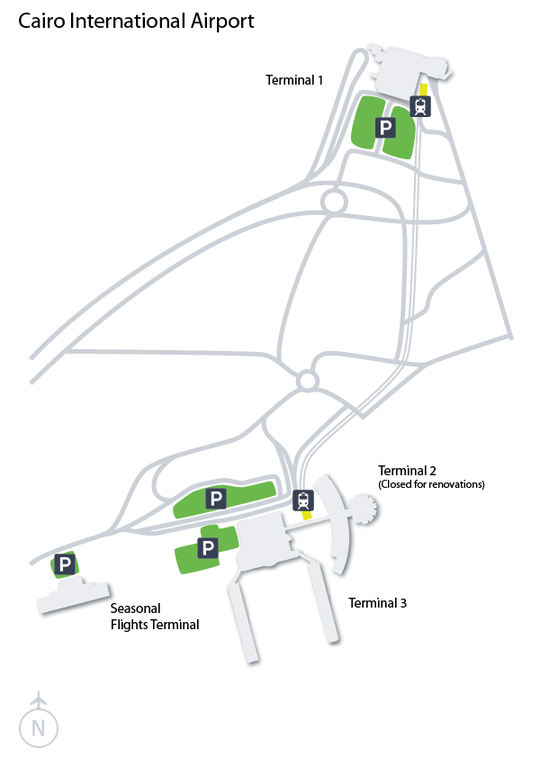 Cairo International Airport
Terminal 1
P
Terminal 2
(Closed for renovations)
P
P
P
Terminal 3
Seasonal
Flights Terminal
N